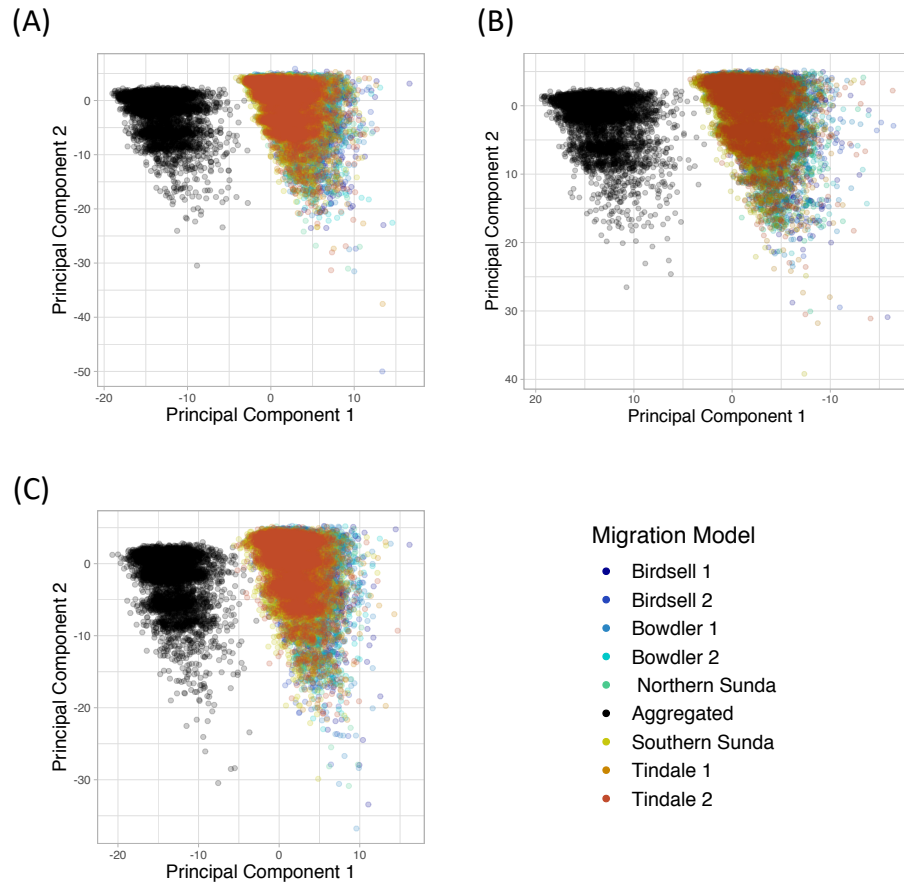 (A)
(B)
0
-10
-20
-30
-40
-50
-20
-10
0
10
Principal Component 2
Principal Component 1
0
10
20
30
40
20
10
0
-10
Principal Component 2
Principal Component 1
(C)
0
-10
-20
-30
-20
-10
0
10
Principal Component 2
Principal Component 1
Migration Model
Birdsell 1
Birdsell 2
Bowdler 1
Bowdler 2
Northern Sunda
Aggregated
Southern Sunda
Tindale 1
Tindale 2